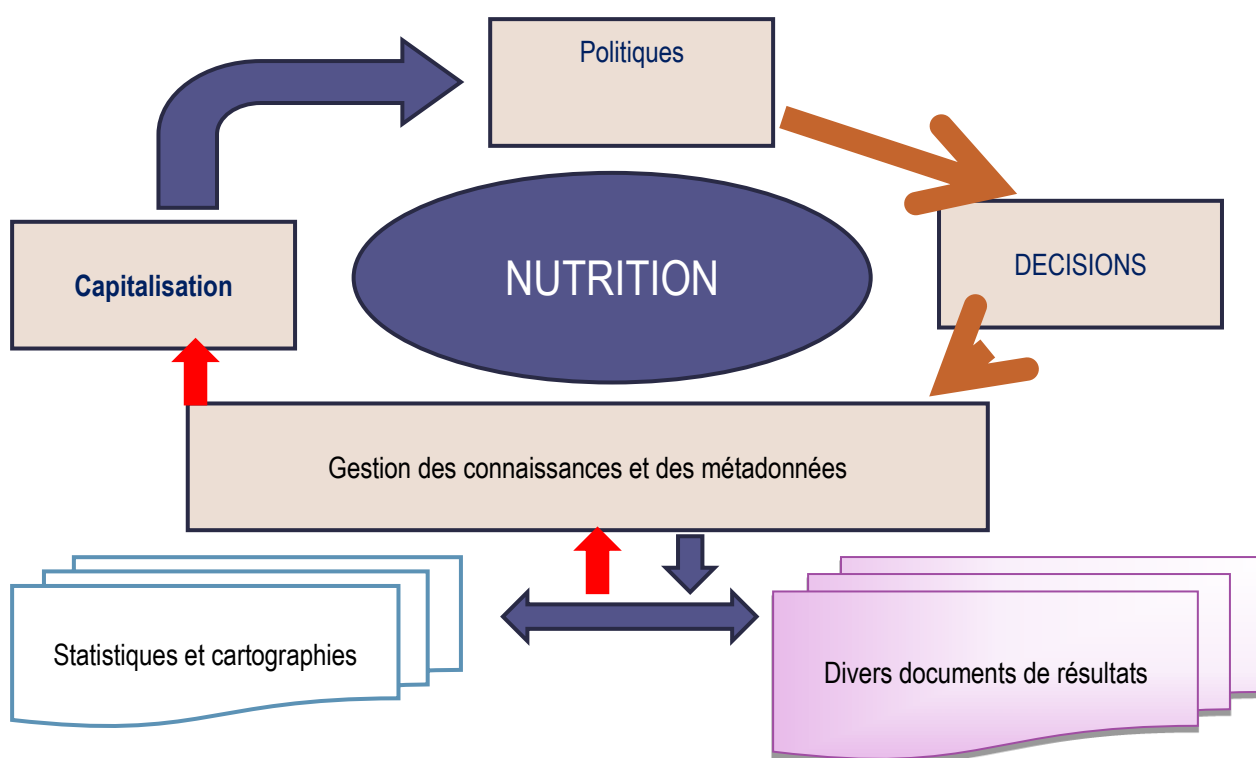 Politiques
NUTRITION
DECISIONS
Capitalisation
Gestion des connaissances et des métadonnées
Statistiques et cartographies
Divers documents de résultats